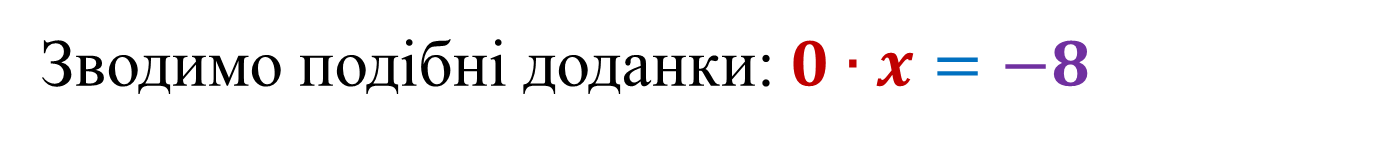 Зводимо подібні доданки: 0 · x = −8